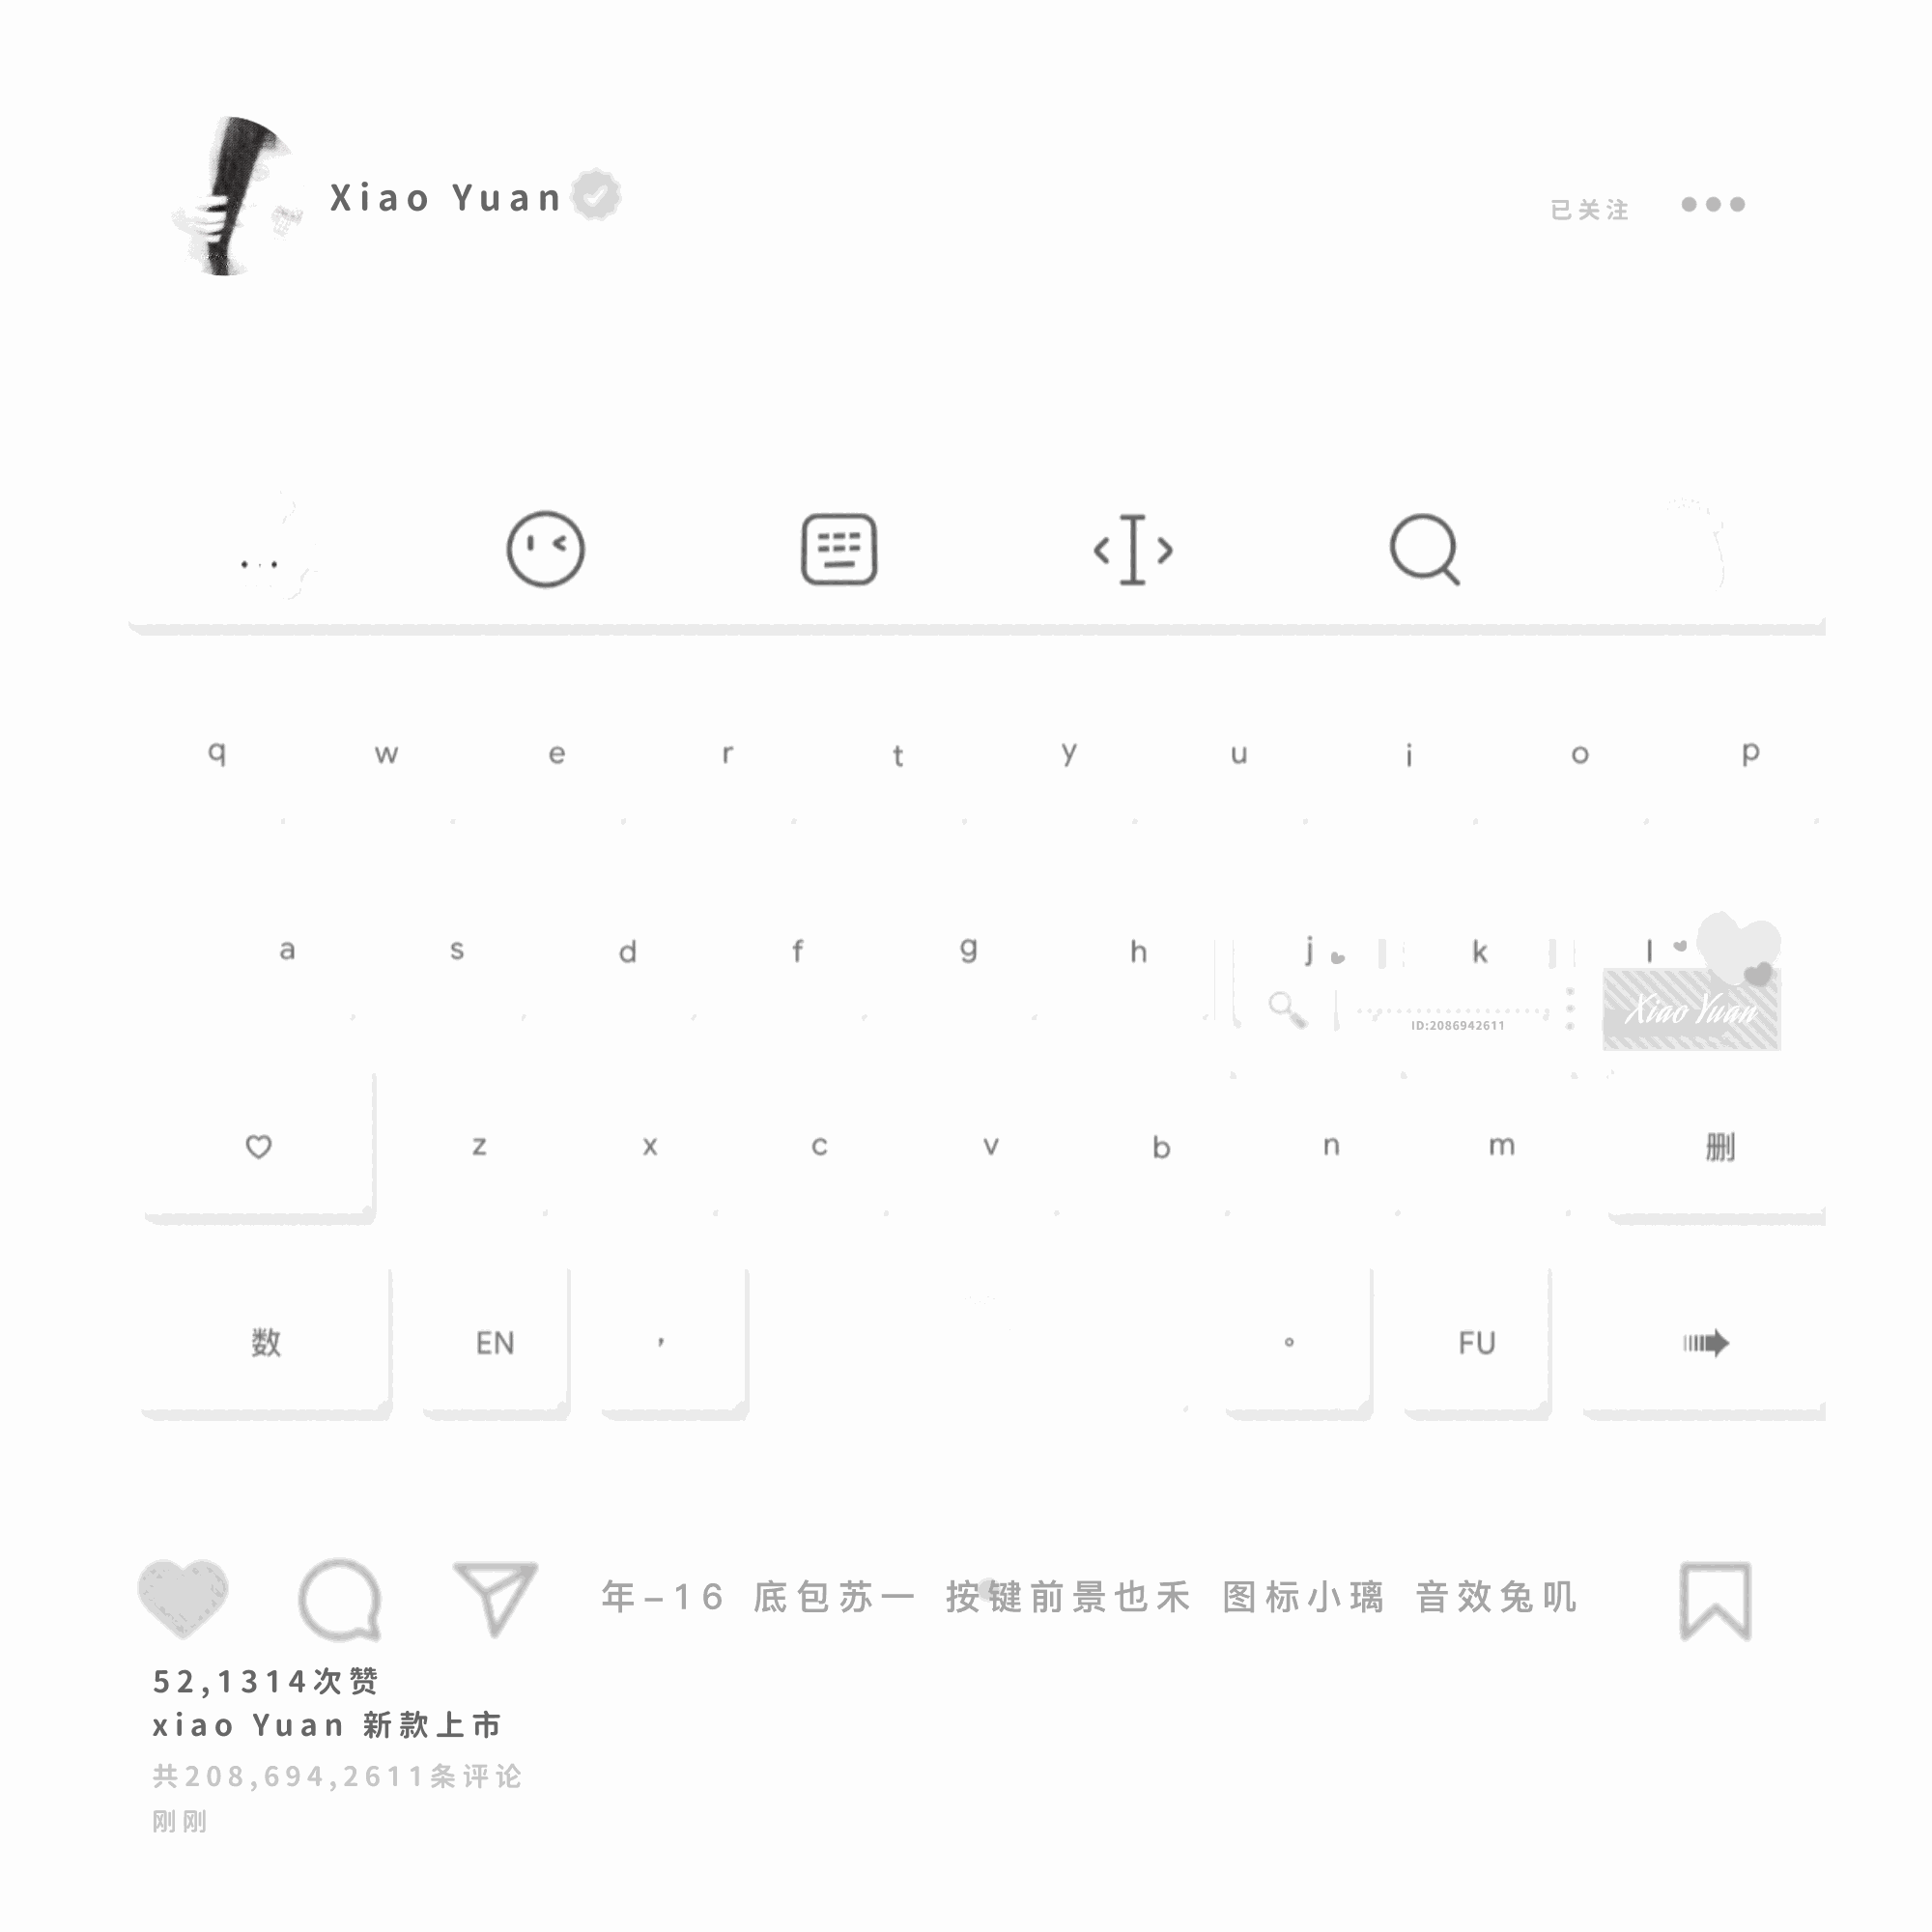 Xiao Yuan
已关注
q w e r t y u i o p
a s d f g h j k l
Xiao Yuan
ID:2086942611
z x c v b n m 删
数 EN , 。 FU
年-16 底包苏一 按键前景也禾 图标小璃 音效兔叽
52,1314次赞
xiao Yuan 新款上市
共208,694,2611条评论
刚刚